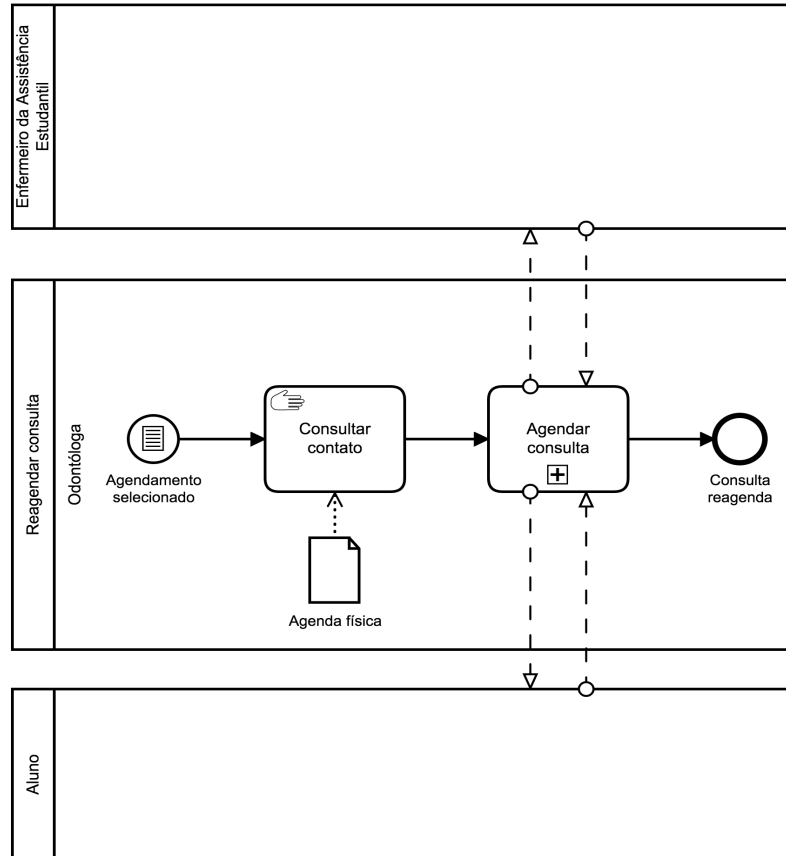 Enfermeiro da Assistência
Estudantil
Reagendar consulta
Odontóloga
Agendamento
selecionado
Consultar
contato
Agenda física
Agendar
consulta
Consulta
reagenda
Aluno